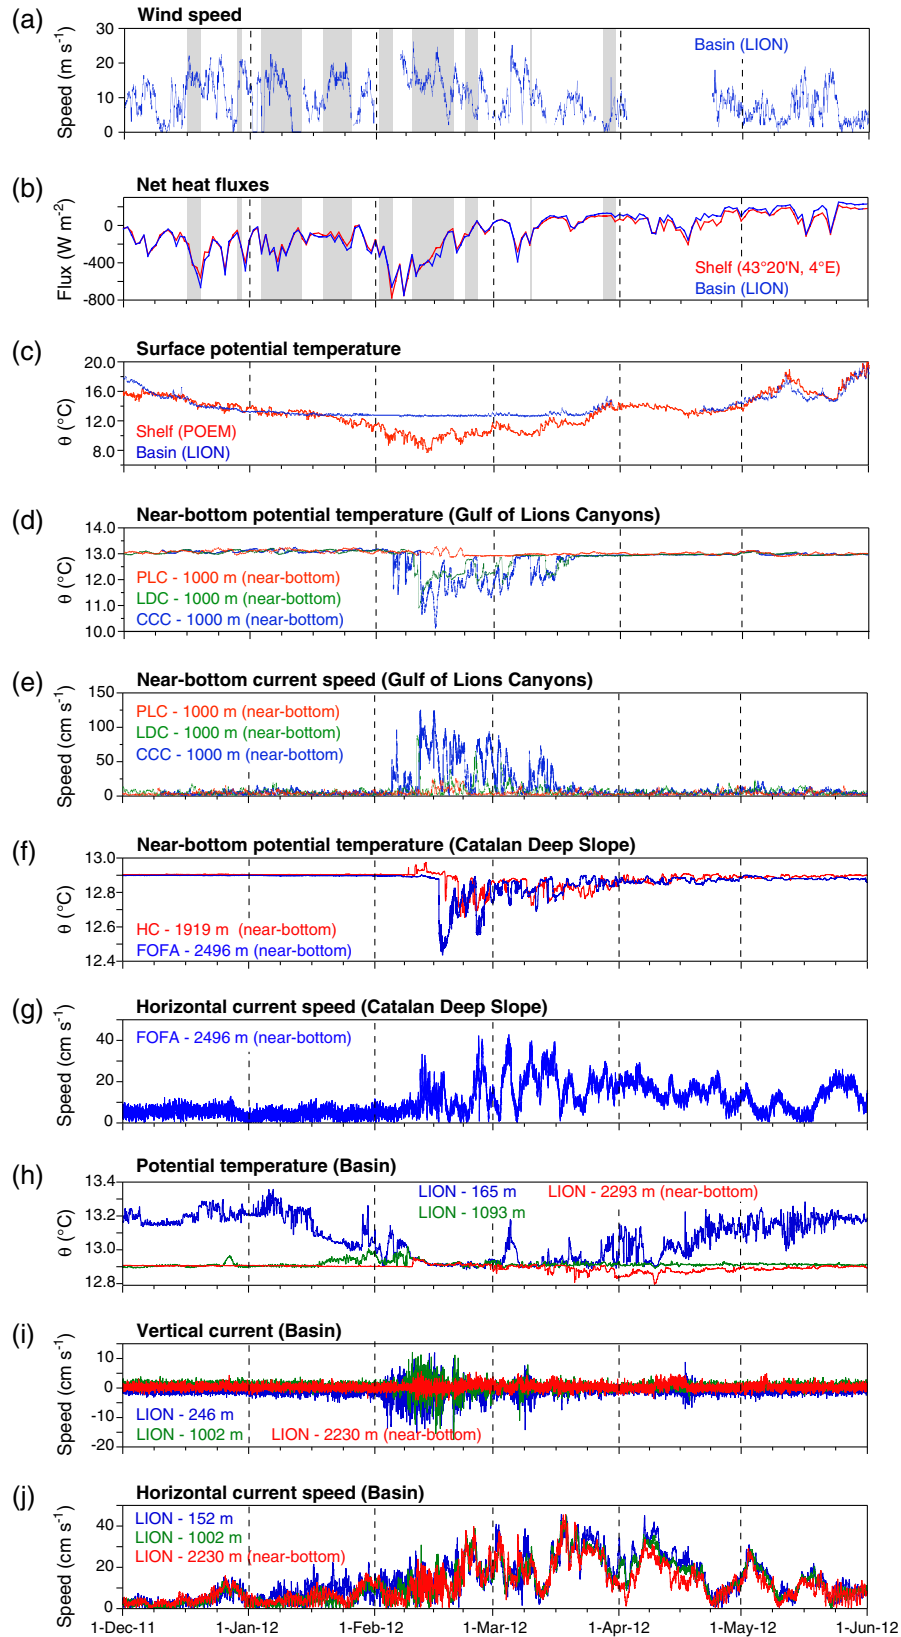 (a) Wind speed
Speed (m s⁻¹)
30
20
10
0
Basin (LION)
(b) Net heat fluxes
Flux (W m⁻²)
0
-400
-800
Shelf (43°20'N, 4°E)
Basin (LION)
(c) Surface potential temperature
θ (°C)
20.0
16.0
12.0
8.0
Shelf (POEM)
Basin (LION)
(d) Near-bottom potential temperature (Gulf of Lions Canyons)
θ (°C)
14.0
13.0
12.0
11.0
10.0
PLC - 1000 m (near-bottom)
LDC - 1000 m (near-bottom)
CCC - 1000 m (near-bottom)
(e) Near-bottom current speed (Gulf of Lions Canyons)
Speed (cm s⁻¹)
150
100
50
0
PLC - 1000 m (near-bottom)
LDC - 1000 m (near-bottom)
CCC - 1000 m (near-bottom)
(f) Near-bottom potential temperature (Catalan Deep Slope)
θ (°C)
13.0
12.8
12.6
12.4
HC - 1919 m (near-bottom)
FOFA - 2496 m (near-bottom)
(g) Horizontal current speed (Catalan Deep Slope)
Speed (cm s⁻¹)
40
20
0
FOFA - 2496 m (near-bottom)
(h) Potential temperature (Basin)
θ (°C)
13.4
13.2
13.0
12.8
LION - 165 m LION - 2293 m (near-bottom)
LION - 1093 m
(i) Vertical current (Basin)
Speed (cm s⁻¹)
10
0
-10
-20
LION - 246 m
LION - 1002 m LION - 2230 m (near-bottom)
(j) Horizontal current speed (Basin)
Speed (cm s⁻¹)
40
20
0
LION - 152 m
LION - 1002 m
LION - 2230 m (near-bottom)
1-Dec-11 1-Jan-12 1-Feb-12 1-Mar-12 1-Apr-12 1-May-12 1-Jun-12